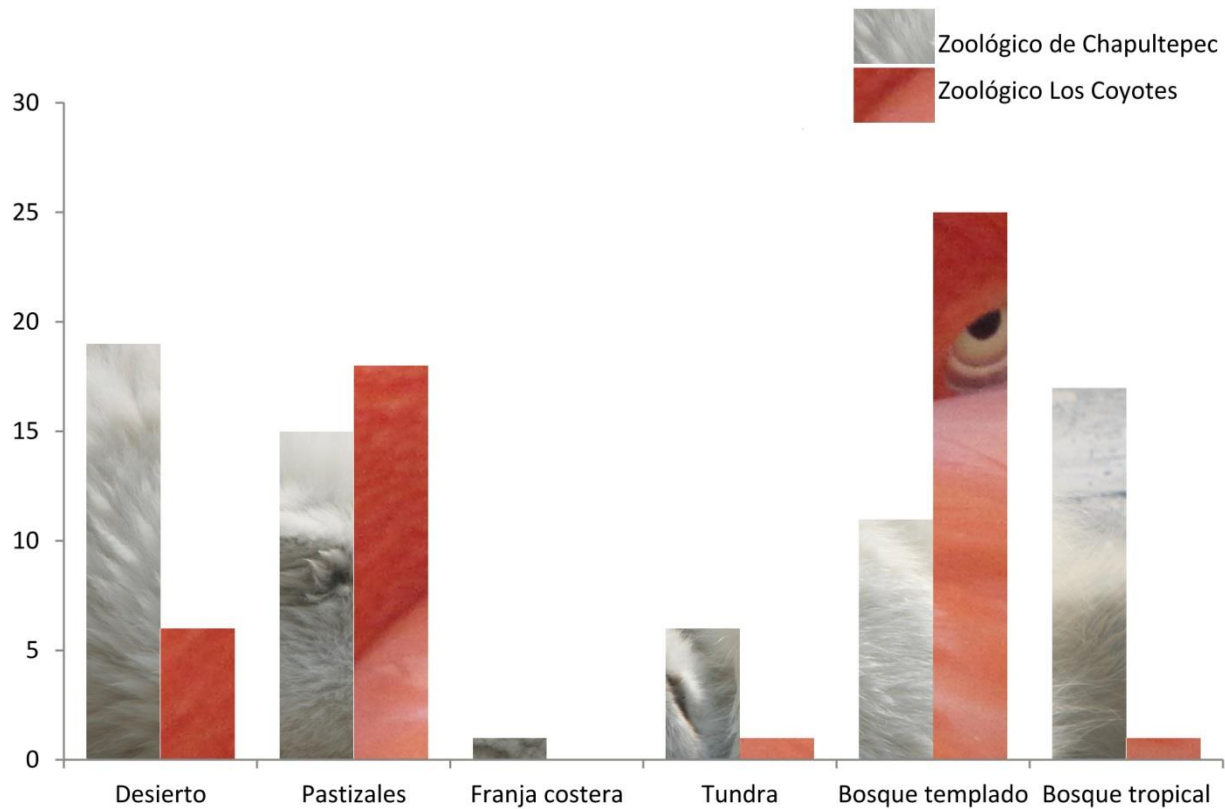 Zoológico de Chapultepec
Zoológico Los Coyotes
30
25
20
15
10
5
0
Desierto Pastizales Franja costera Tundra Bosque templado Bosque tropical